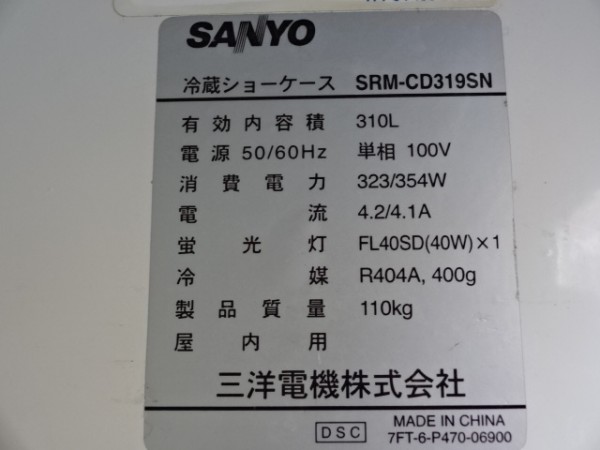 SANYO
冷蔵ショーケース SRM-CD319SN
有効内容積 310L
電源 50/60Hz 単相 100V
消費電力 323/354W
電流 4.2/4.1A
蛍光灯 FL40SD(40W)×1
冷媒 R404A, 400g
製品質量 110kg
屋内用
三洋電機株式会社
DSC MADE IN CHINA
7FT-6-P470-06900